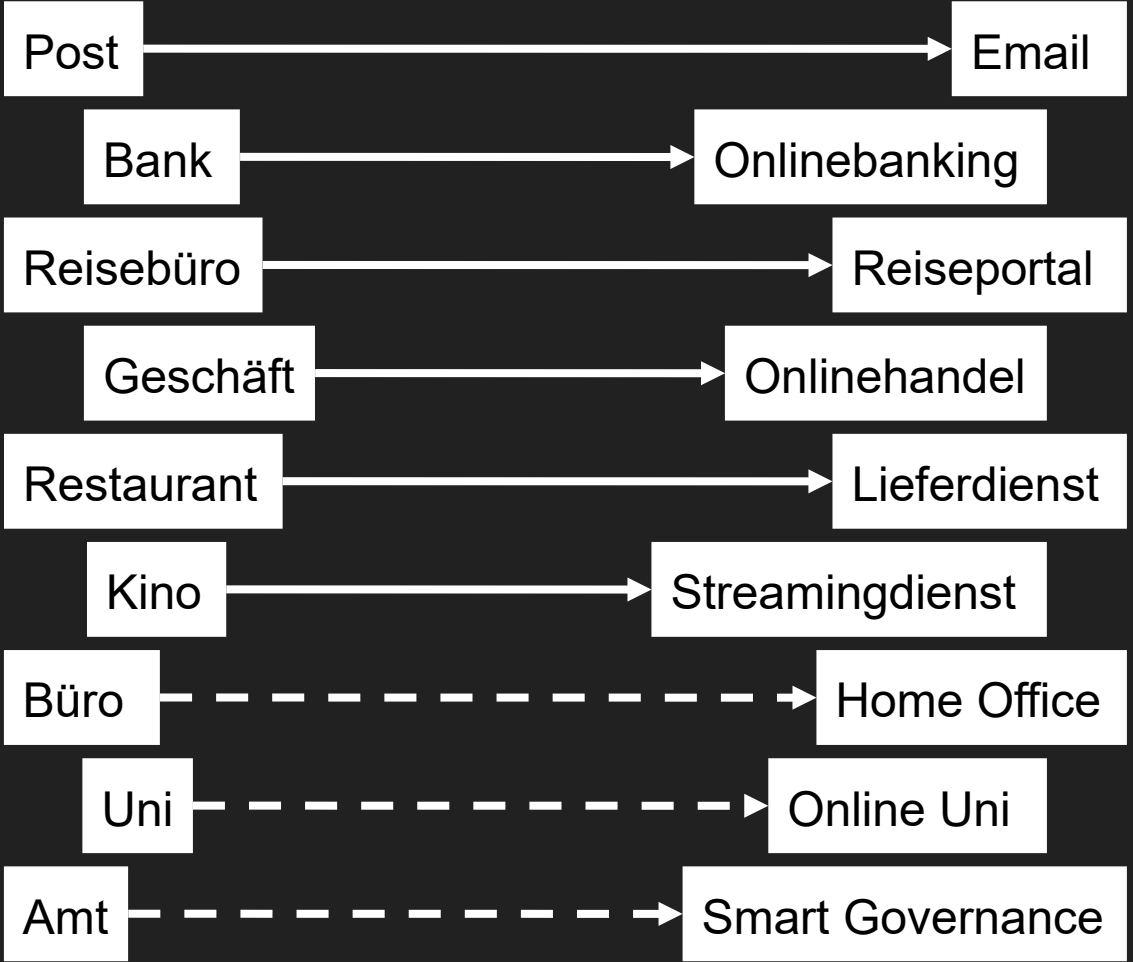 Post Email
Bank Onlinebanking
Reisebüro Reiseportal
Geschäft Onlinehandel
Restaurant Lieferdienst
Kino Streamingdienst
Büro Home Office
Uni Online Uni
Amt Smart Governance